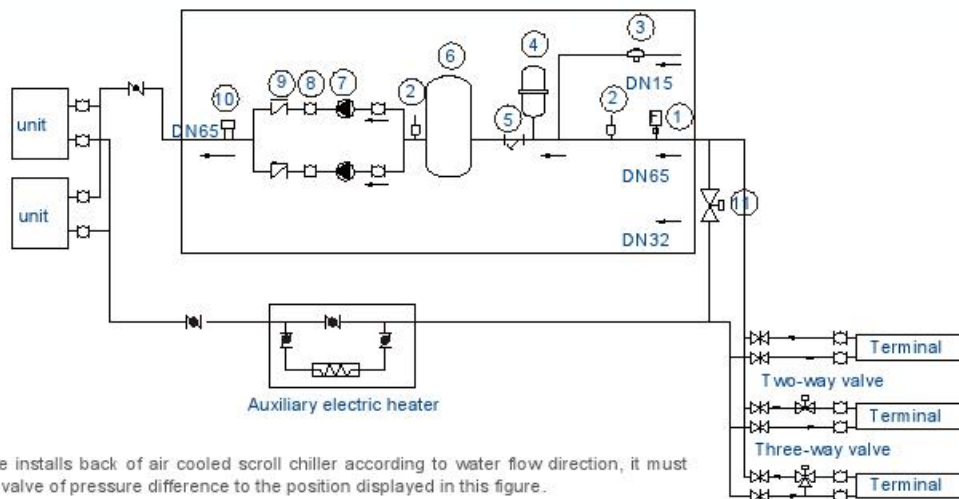 3
4
6
9
8
7
2
2
1
10
5
F
DN15
unit
DN65
DN65
11
unit
DN32
Terminal
Two-way valve
Auxiliary electric heater
Terminal
Three-way valve
installs back of air cooled scroll chiller according to water flow direction, it must
valve of pressure difference to the position displayed in this figure.
Terminal